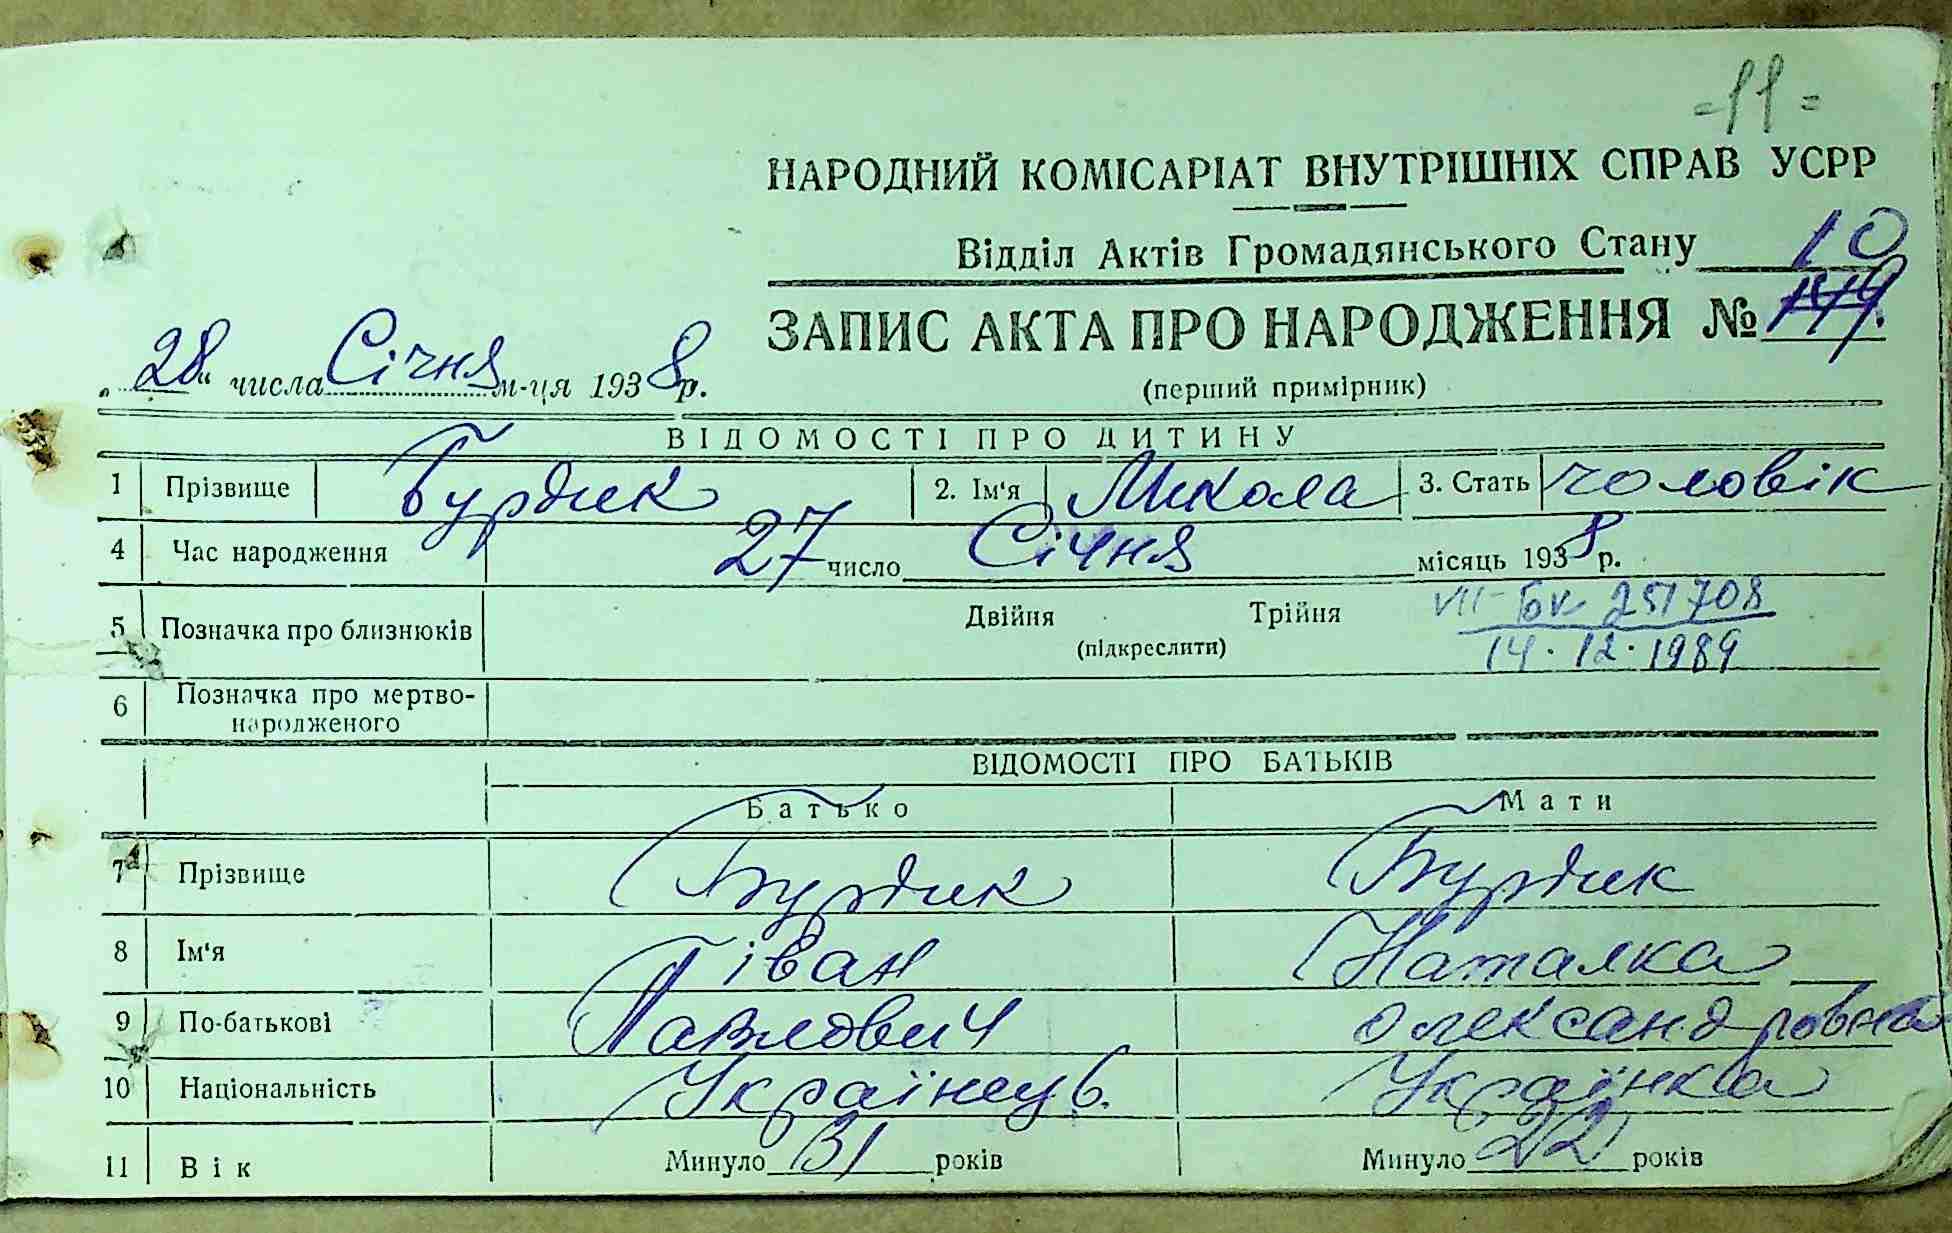 = 11 =
НАРОДНИЙ КОМІСАРІАТ ВНУТРІШНІХ СПРАВ УСРР
Відділ Актів Громадянського Стану 10
ЗАПИС АКТА ПРО НАРОДЖЕННЯ №
„28“ числа Січня м-ця 1938 р.
(перший примірник)
ВІДОМОСТІ ПРО ДИТИНУ
1 Прізвище Бурдик 2. Ім‘я Микола 3. Стать чоловік
4 Час народження 27 число Січня місяць 1938 р.
5 Позначка про близнюків Двійня Трійня (підкреслити)
VII-БК 251708
14.12.1989
6 Позначка про мертво-
народженого
ВІДОМОСТІ ПРО БАТЬКІВ
Батько Мати
7 Прізвище Бурдик Бурдик
8 Ім‘я Іван Наталка
9 По-батькові Павлович Олександровна
10 Національність Українець. Українка
11 Вік Минуло 31 років Минуло 22 років